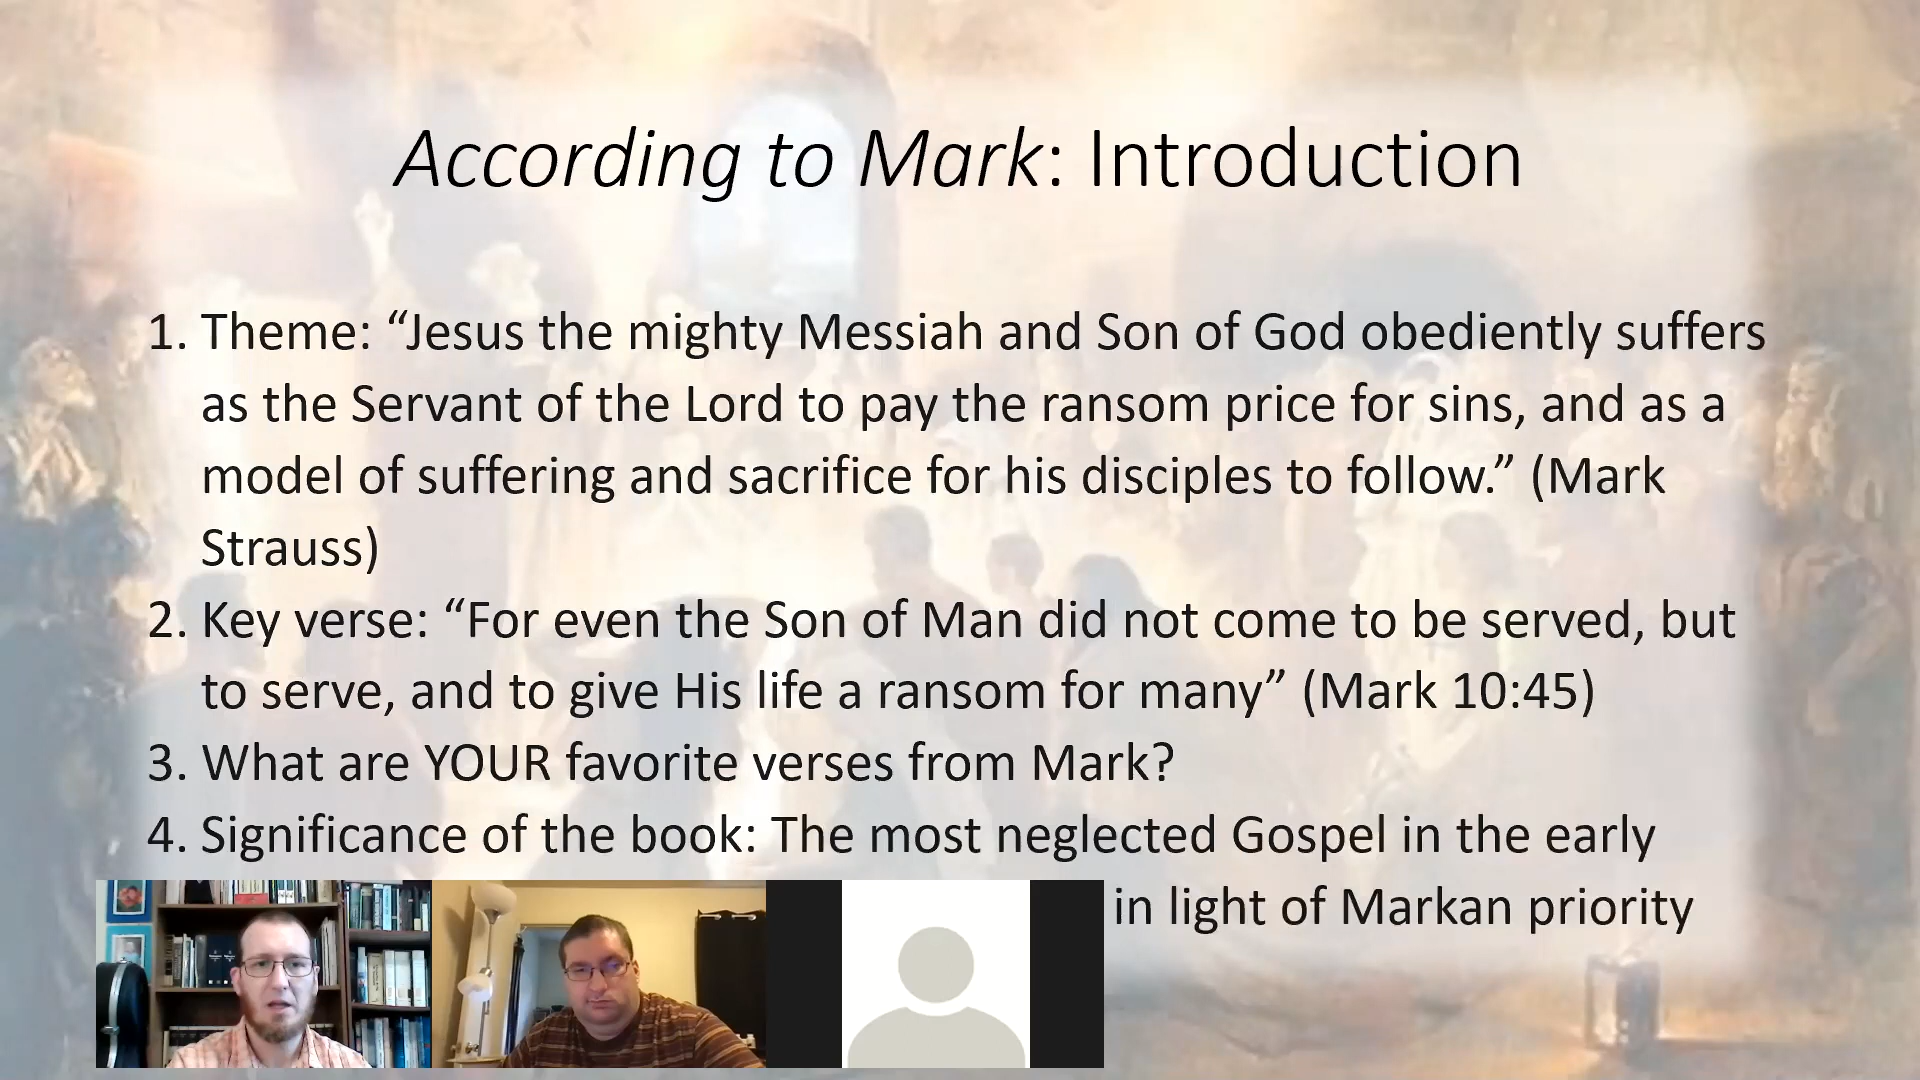 According to Mark: Introduction
1. Theme: “Jesus the mighty Messiah and Son of God obediently suffers
as the Servant of the Lord to pay the ransom price for sins, and as a
model of suffering and sacrifice for his disciples to follow.” (Mark
Strauss)
2. Key verse: “For even the Son of Man did not come to be served, but
to serve, and to give His life a ransom for many” (Mark 10:45)
3. What are YOUR favorite verses from Mark?
4. Significance of the book: The most neglected Gospel in the early
in light of Markan priority